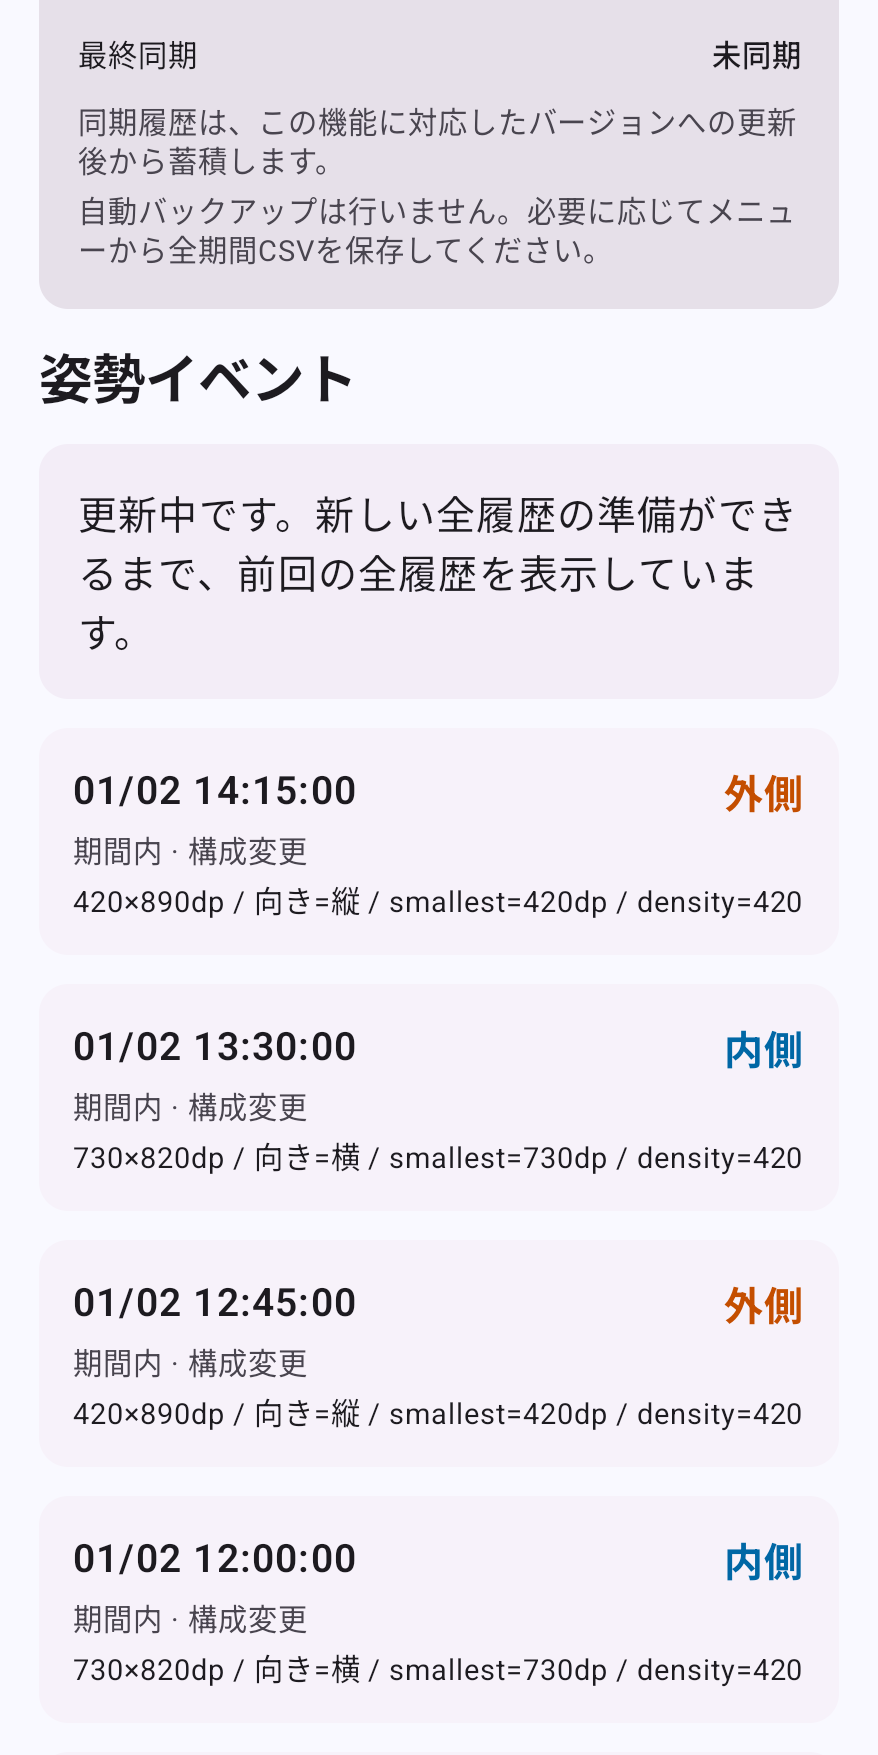 最終同期 未同期
同期履歴は、この機能に対応したバージョンへの更新
後から蓄積します。
自動バックアップは行いません。必要に応じてメニュ
ーから全期間CSVを保存してください。
姿勢イベント
更新中です。新しい全履歴の準備ができ
るまで、前回の全履歴を表示していま
す。
01/02 14:15:00 外側
期間内 · 構成変更
420×890dp / 向き=縦 / smallest=420dp / density=420
01/02 13:30:00 内側
期間内 · 構成変更
730×820dp / 向き=横 / smallest=730dp / density=420
01/02 12:45:00 外側
期間内 · 構成変更
420×890dp / 向き=縦 / smallest=420dp / density=420
01/02 12:00:00 内側
期間内 · 構成変更
730×820dp / 向き=横 / smallest=730dp / density=420